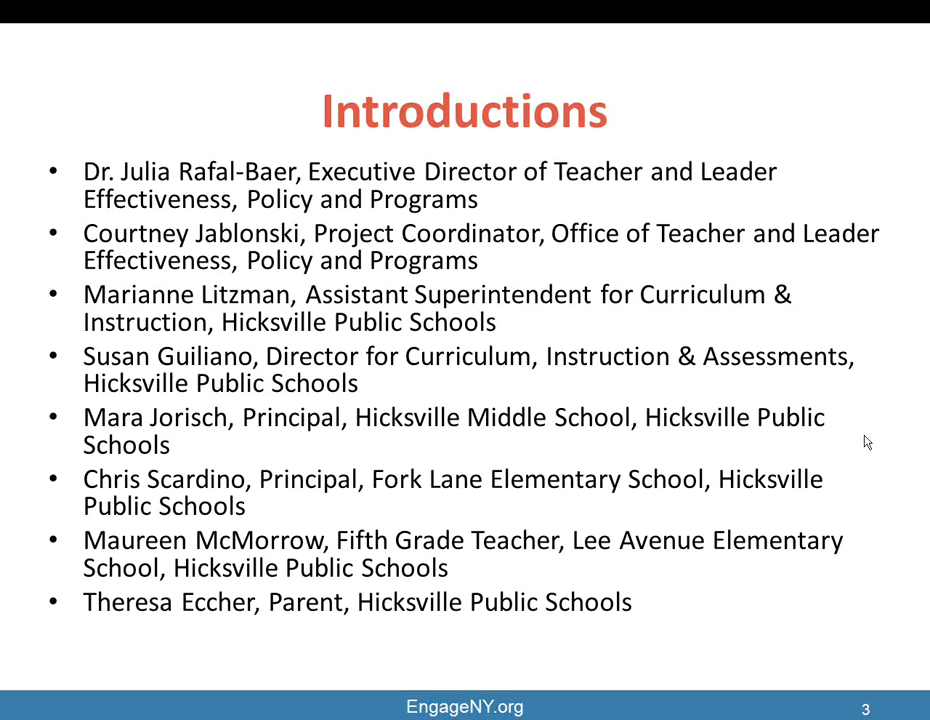 Introductions
• Dr. Julia Rafal-Baer, Executive Director of Teacher and Leader
Effectiveness, Policy and Programs
• Courtney Jablonski, Project Coordinator, Office of Teacher and Leader
Effectiveness, Policy and Programs
• Marianne Litzman, Assistant Superintendent for Curriculum &
Instruction, Hicksville Public Schools
• Susan Guiliano, Director for Curriculum, Instruction & Assessments,
Hicksville Public Schools
• Mara Jorisch, Principal, Hicksville Middle School, Hicksville Public
Schools
• Chris Scardino, Principal, Fork Lane Elementary School, Hicksville
Public Schools
• Maureen McMorrow, Fifth Grade Teacher, Lee Avenue Elementary
School, Hicksville Public Schools
• Theresa Eccher, Parent, Hicksville Public Schools
EngageNY.org
3